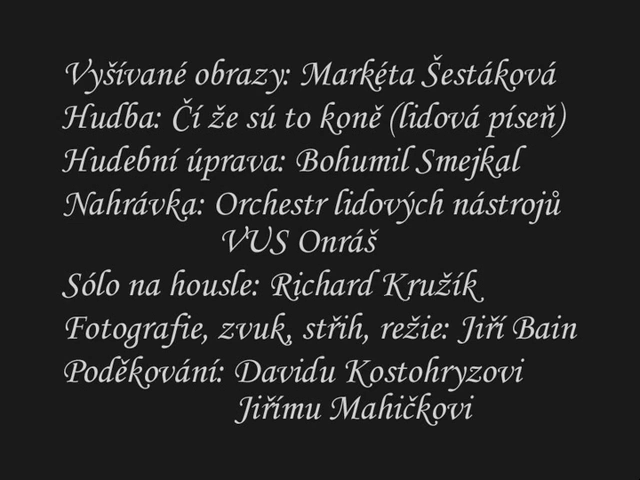 Vyšívané obrazy: Markéta Šestáková
Hudba: Čí že sú to koně (lidová píseň)
Hudební úprava: Bohumil Smejkal
Nahrávka: Orchestr lidových nástrojů
VUS Onráš
Sólo na housle: Richard Kružík
Fotografie, zvuk, střih, režie: Jiří Bain
Poděkování: Davidu Kostohryzovi
Jiřímu Mahičkovi